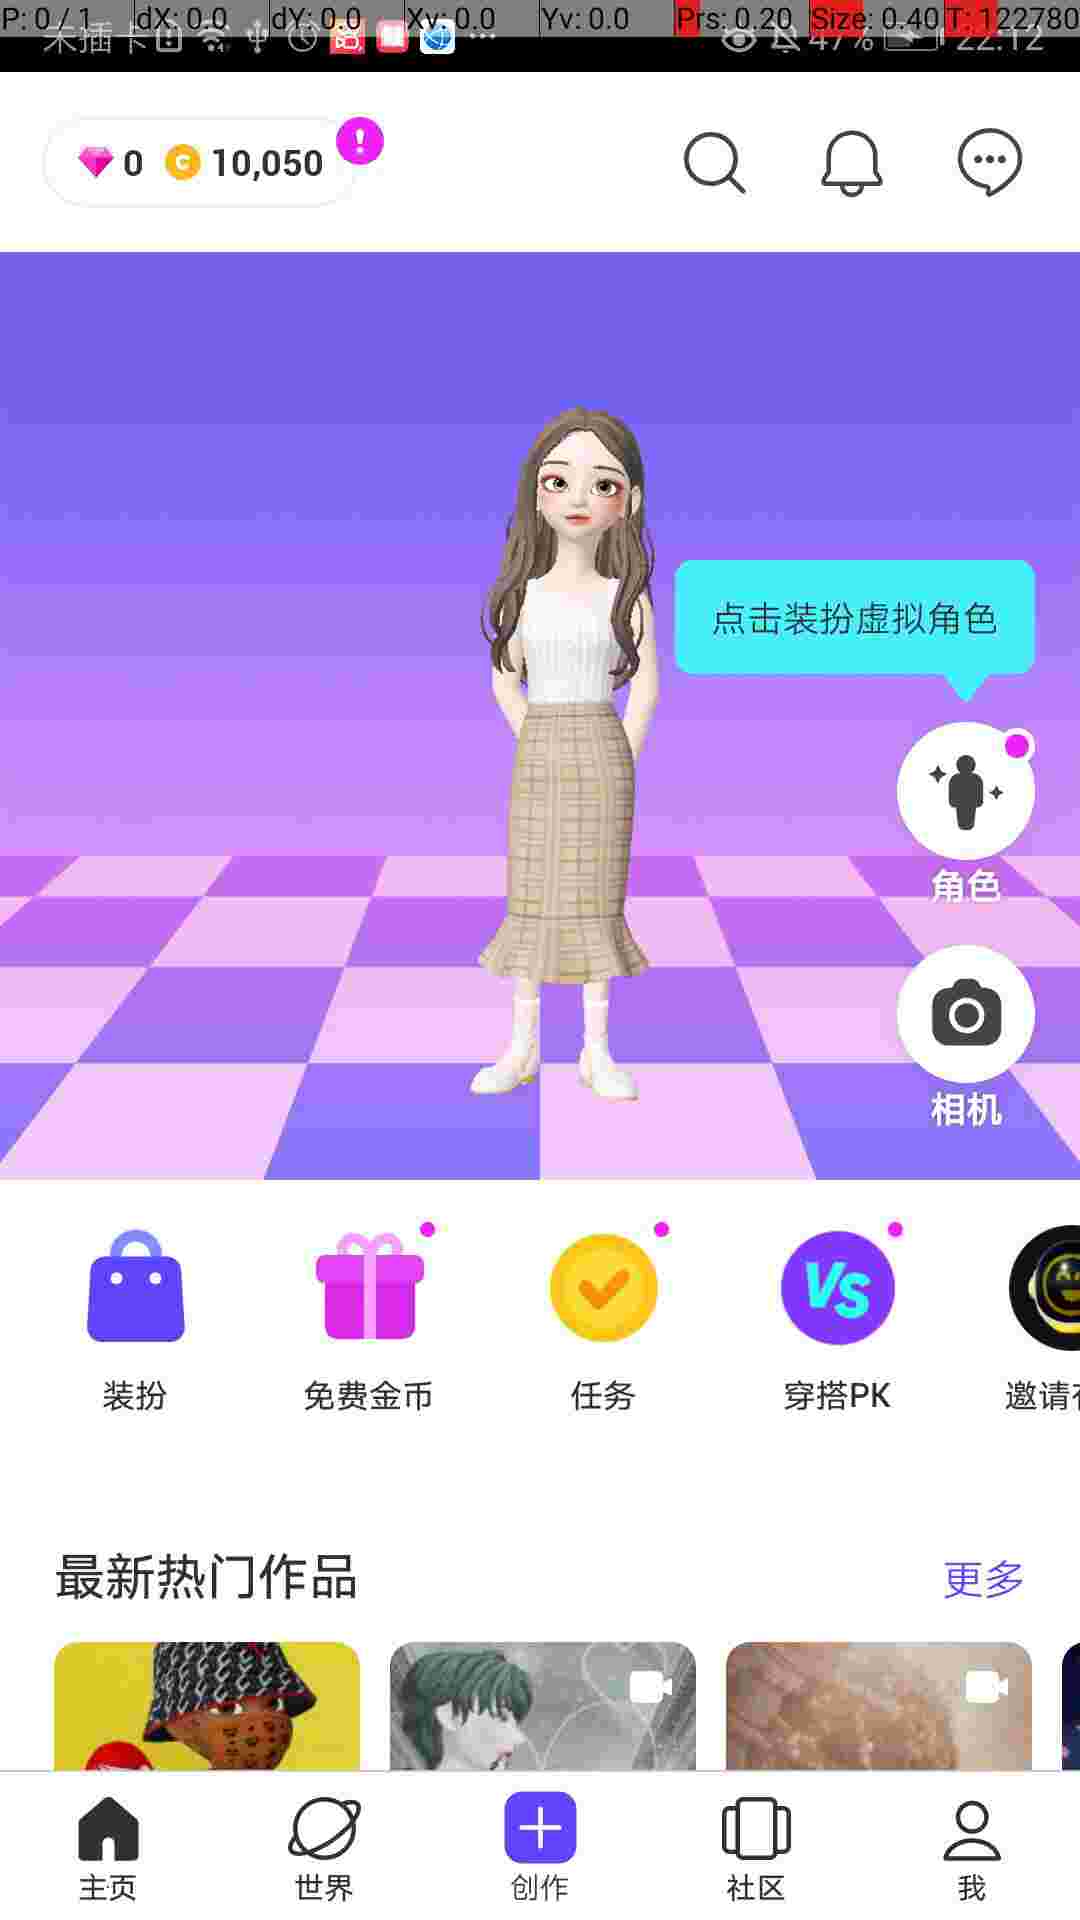 P: 0 / 1 dX: 0.0 dY: 0.0 Xv: 0.0 Yv: 0.0 Prs: 0.20 Size: 0.40 T: 122780
未插卡 47% 22:12
0 C 10,050 !
点击装扮虚拟角色
角色
相机
VS
装扮 免费金币 任务 穿搭PK 邀请
最新热门作品 更多
主页 世界 创作 社区 我